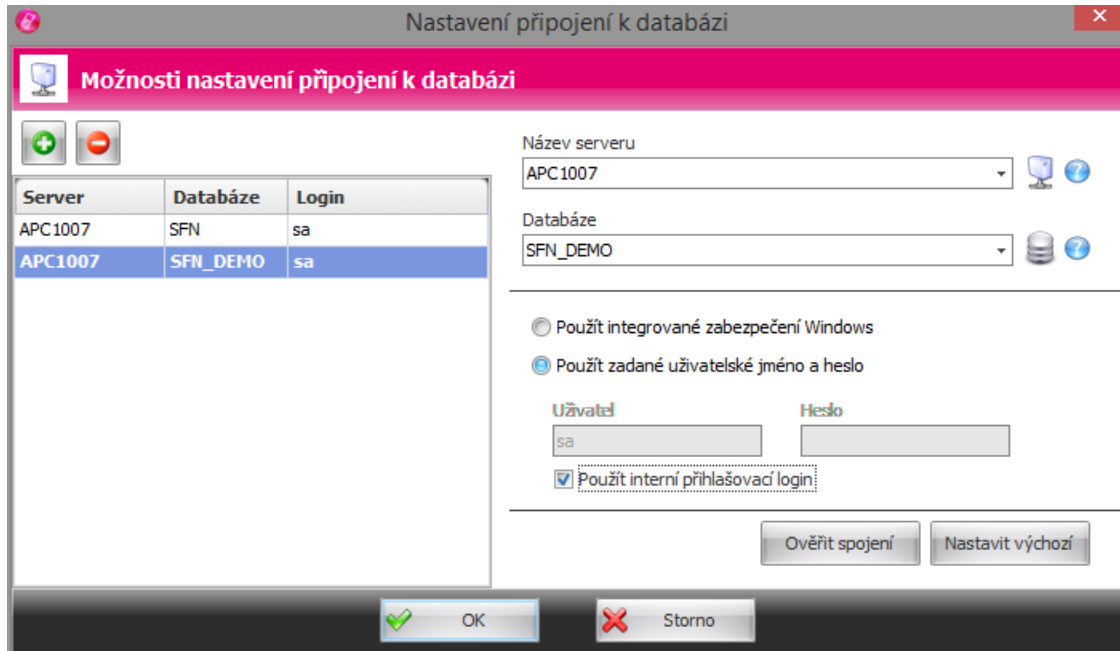 Nastavení připojení k databázi
Možnosti nastavení připojení k databázi
Server Databáze Login
APC1007 SFN sa
APC1007 SFN_DEMO sa
Název serveru
APC1007
Databáze
SFN_DEMO
Použít integrované zabezpečení Windows
Použít zadané uživatelské jméno a heslo
Uživatel Heslo
sa
Použít interní přihlašovací login
Ověřit spojení Nastavit výchozí
OK Storno